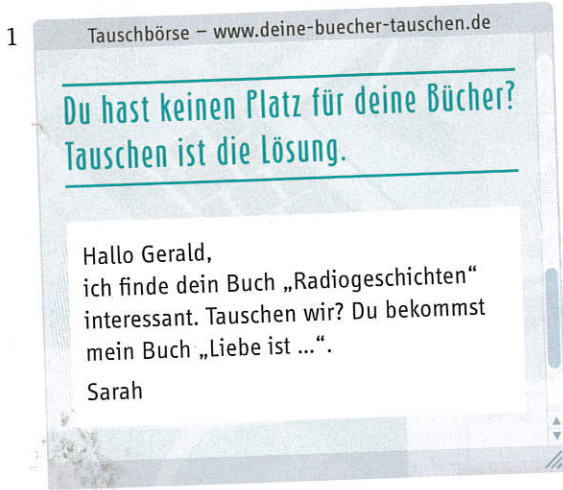 1
Tauschbörse – www.deine-buecher-tauschen.de
Du hast keinen Platz für deine Bücher?
Tauschen ist die Lösung.
Hallo Gerald,
ich finde dein Buch „Radiogeschichten“
interessant. Tauschen wir? Du bekommst
mein Buch „Liebe ist ...“.
Sarah